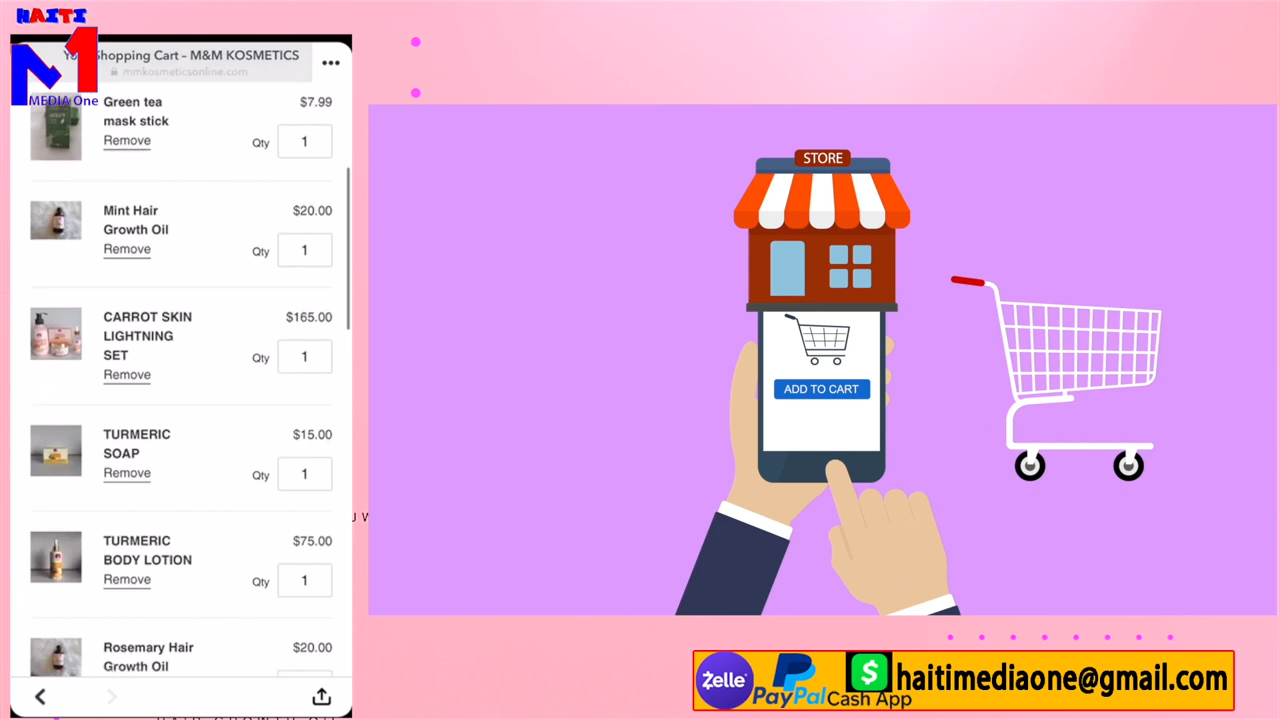 HAITI
M1
MEDIA One
Shopping Cart - M&M KOSMETICS
mmkosmeticsonline.com
Green tea
mask stick
$7.99
Remove
Qty 1
Mint Hair
Growth Oil
$20.00
Remove
Qty 1
CARROT SKIN
LIGHTNING
SET
$165.00
Remove
Qty 1
TURMERIC
SOAP
$15.00
Remove
Qty 1
TURMERIC
BODY LOTION
$75.00
Remove
Qty 1
Rosemary Hair
Growth Oil
$20.00
STORE
ADD TO CART
Zelle
PayPal
$
Cash App
haitimediaone@gmail.com